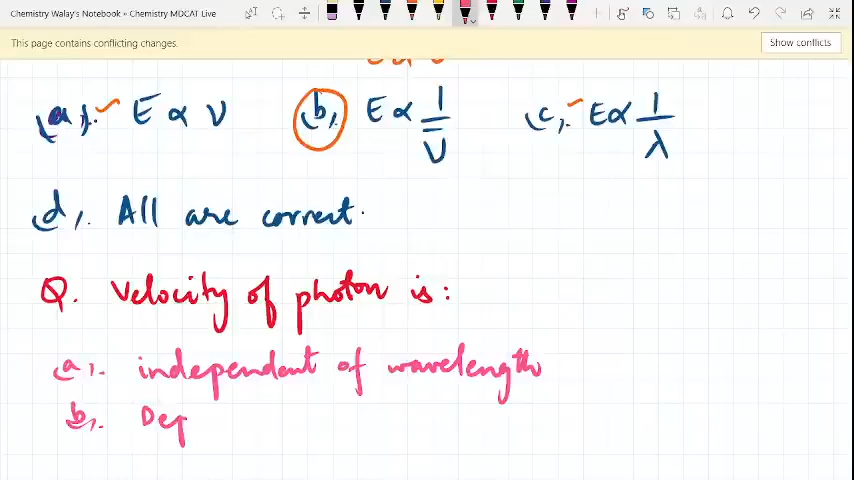 Chemistry Walay's Notebook » Chemistry MDCAT Live
This page contains conflicting changes.
Show conflicts
(a). E ∝ ν (b). E ∝ 1/ν̄ (c). E ∝ 1/λ
(d). All are correct.
Q. Velocity of photon is:
(a). independent of wavelength
b). Dep